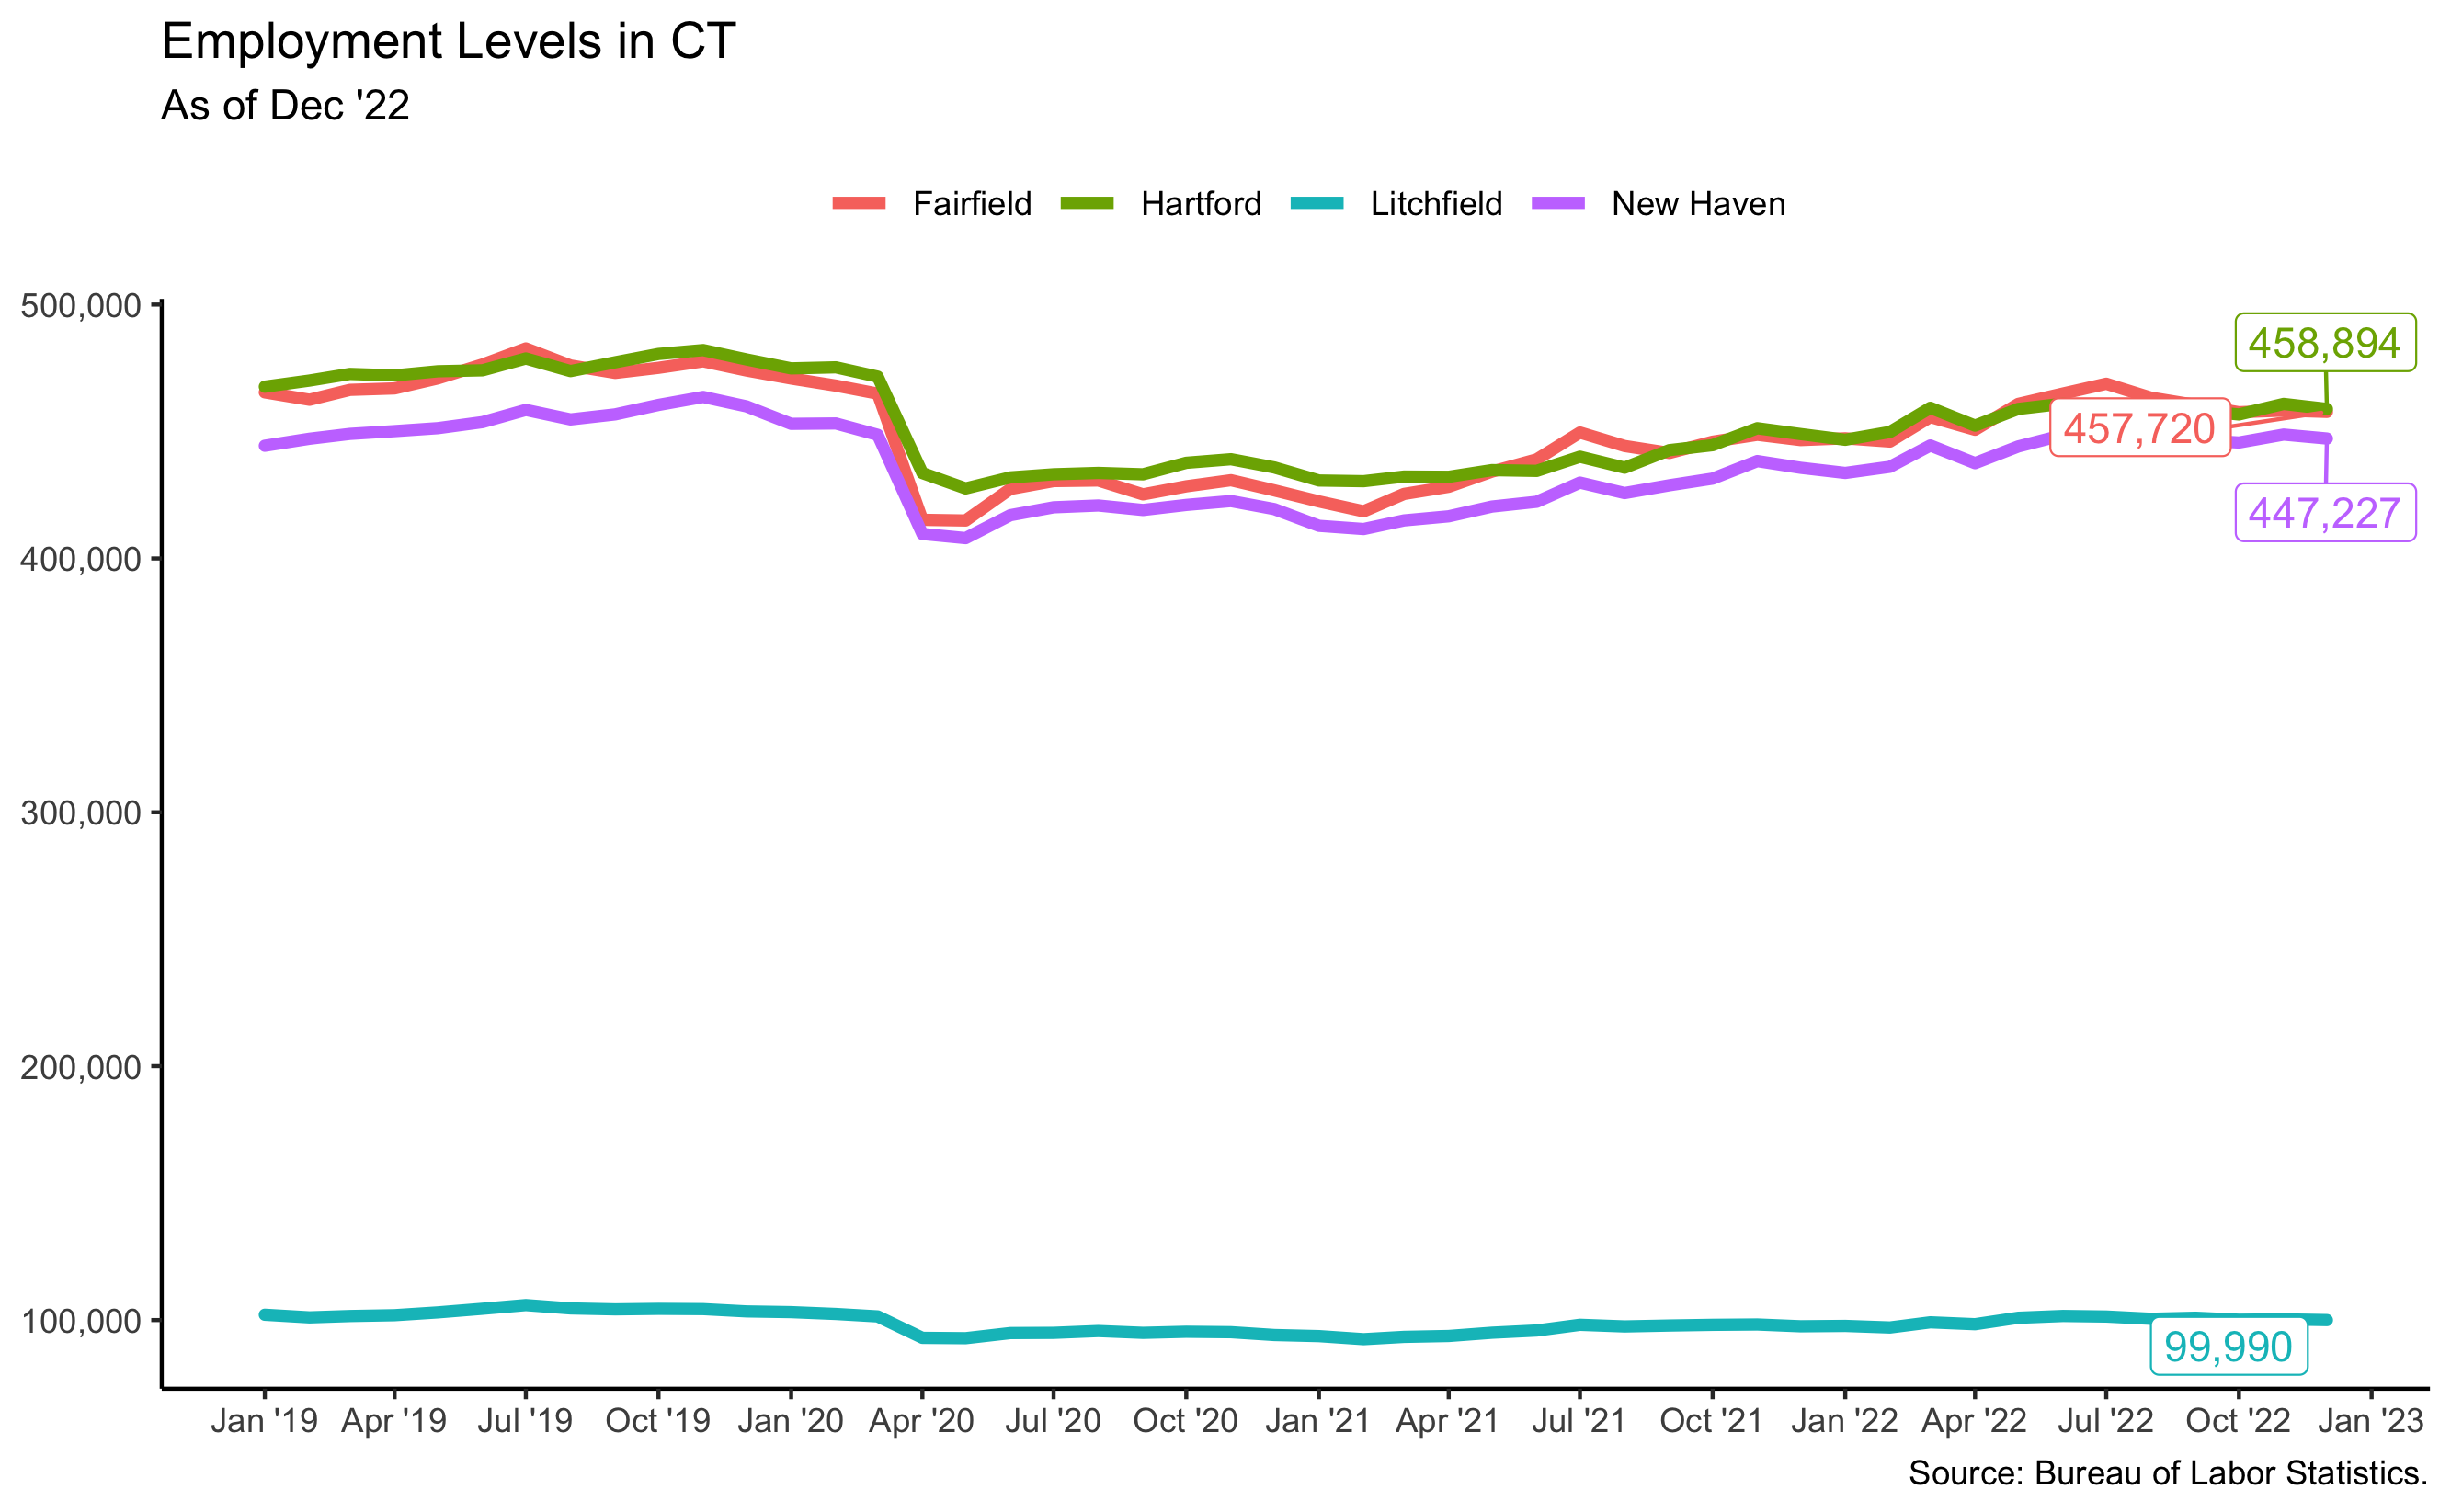 Employment Levels in CT
As of Dec '22
Fairfield Hartford Litchfield New Haven
500,000
458,894
457,720
447,227
400,000
300,000
200,000
100,000
99,990
Jan '19 Apr '19 Jul '19 Oct '19 Jan '20 Apr '20 Jul '20 Oct '20 Jan '21 Apr '21 Jul '21 Oct '21 Jan '22 Apr '22 Jul '22 Oct '22 Jan '23
Source: Bureau of Labor Statistics.